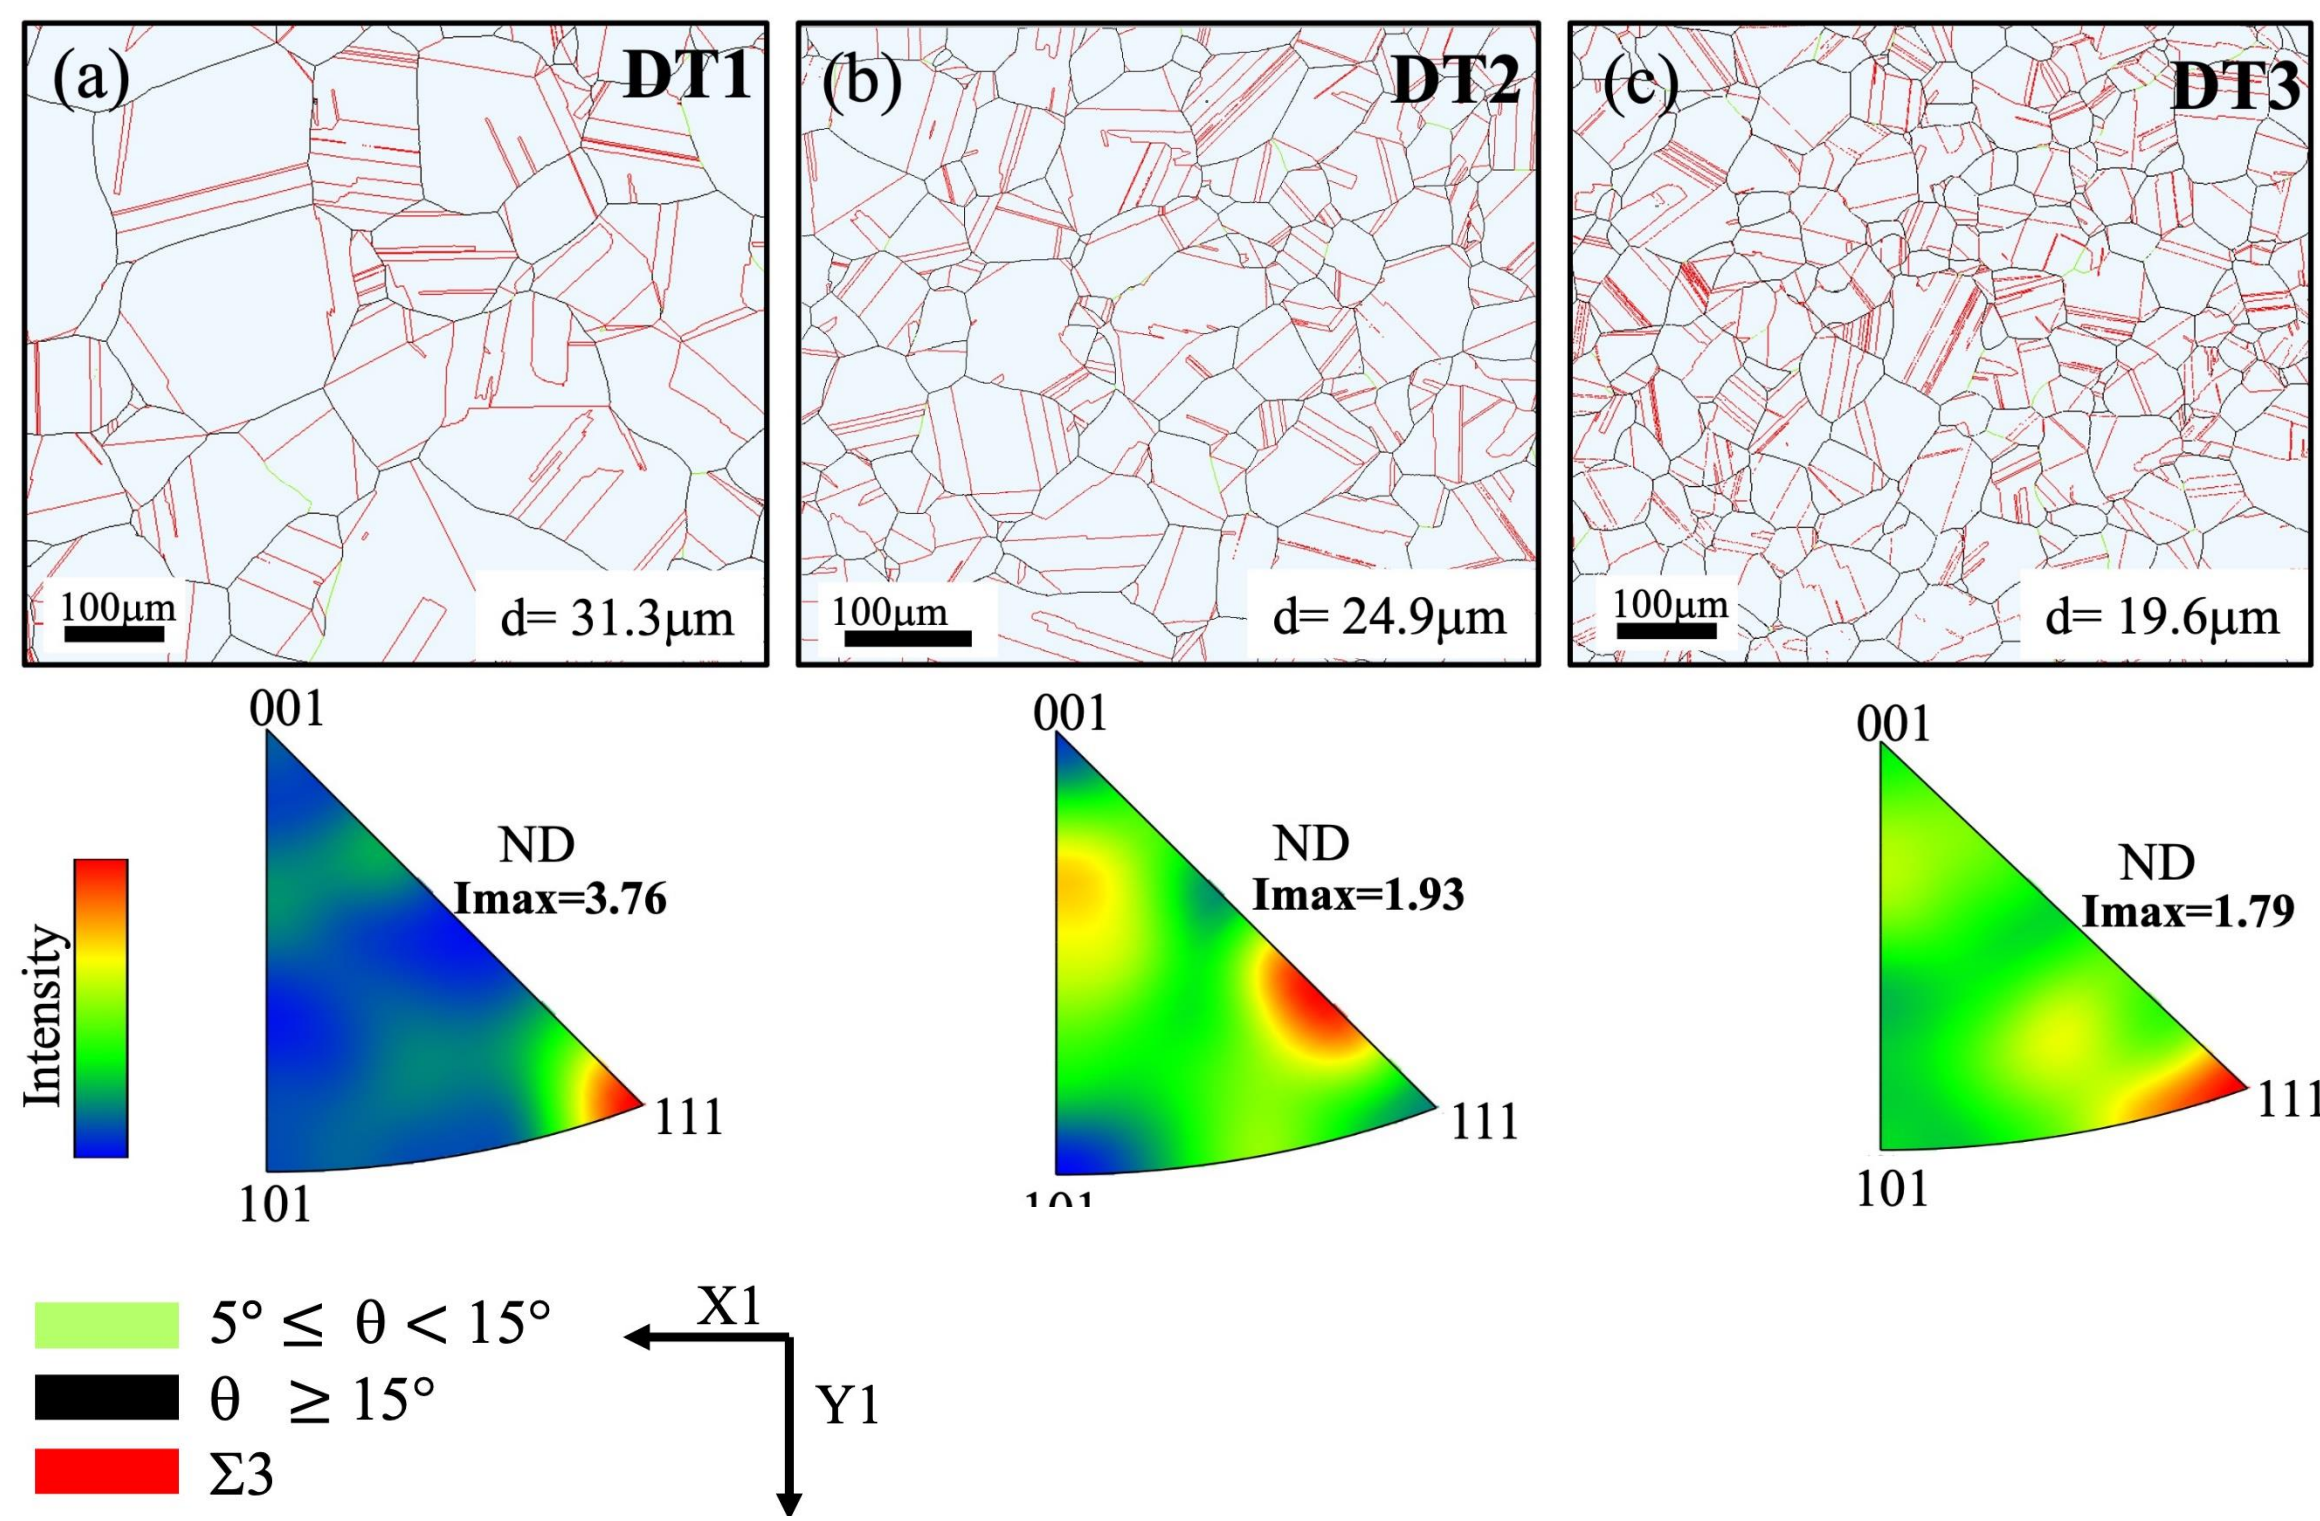 (a) DT1
100μm
d= 31.3μm
(b) DT2
100μm
d= 24.9μm
(c) DT3
100μm
d= 19.6μm
Intensity
001
ND
Imax=3.76
111
101
001
ND
Imax=1.93
111
101
001
ND
Imax=1.79
111
101
5° ≤ θ < 15°
θ ≥ 15°
Σ3
X1
Y1